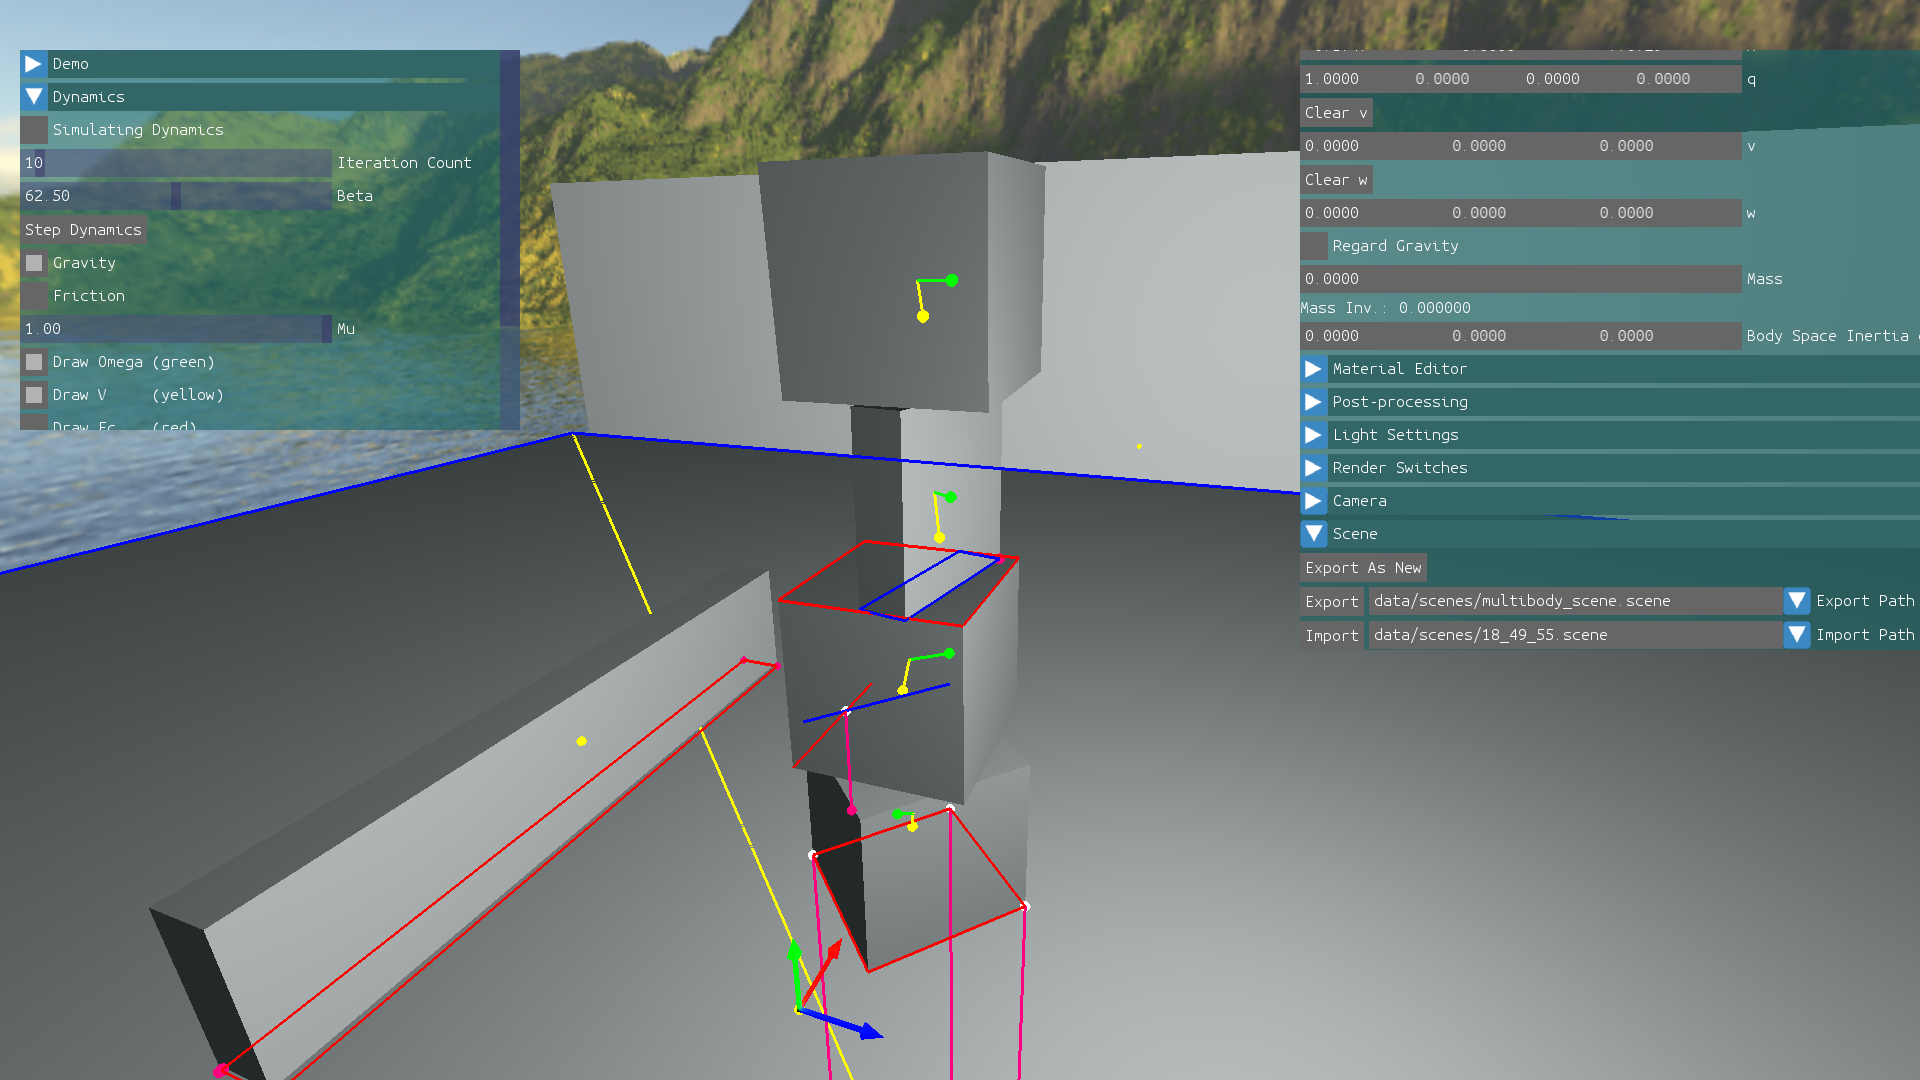 Demo
Dynamics
Simulating Dynamics
10 Iteration Count
62.50 Beta
Step Dynamics
Gravity
Friction
1.00 Mu
Draw Omega (green)
Draw V (yellow)
Draw Fc (red)
1.0000 0.0000 0.0000 0.0000 q
Clear v
0.0000 0.0000 0.0000 v
Clear w
0.0000 0.0000 0.0000 w
Regard Gravity
0.0000 Mass
Mass Inv.: 0.000000
0.0000 0.0000 0.0000 Body Space Inertia
Material Editor
Post-processing
Light Settings
Render Switches
Camera
Scene
Export As New
Export data/scenes/multibody_scene.scene Export Path
Import data/scenes/18_49_55.scene Import Path